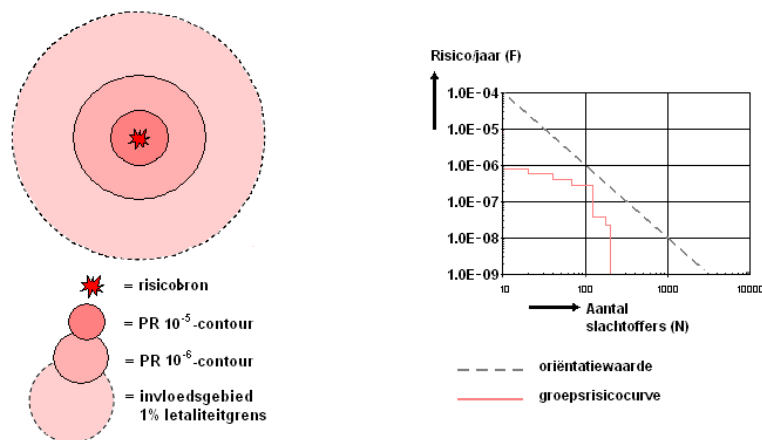 = risicobron
= PR 10⁻⁵-contour
= PR 10⁻⁶-contour
= invloedsgebied
1% letaliteitgrens
Risico/jaar (F)
1.0E-04
1.0E-05
1.0E-06
1.0E-07
1.0E-08
1.0E-09
10
100
1000
10000
Aantal
slachtoffers (N)
oriëntatiewaarde
groepsrisicocurve